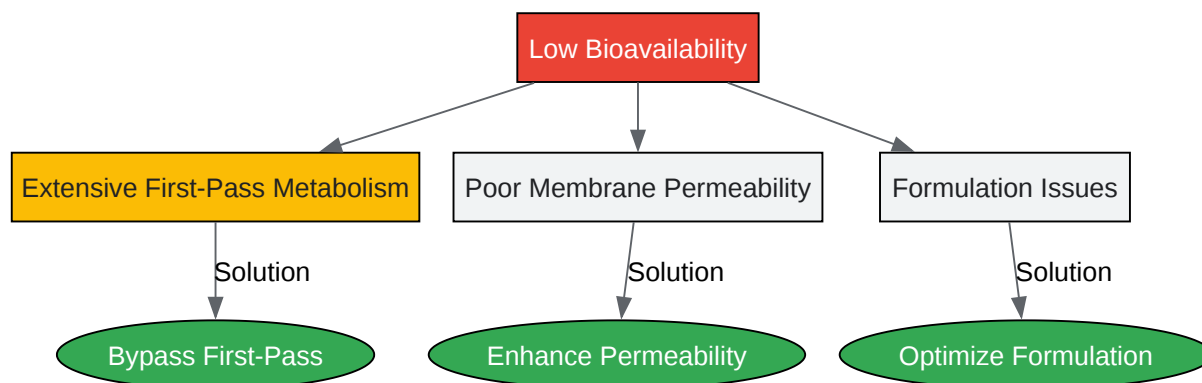 Low Bioavailability
Extensive First-Pass Metabolism
Poor Membrane Permeability
Formulation Issues
Solution
Solution
Solution
Bypass First-Pass
Enhance Permeability
Optimize Formulation